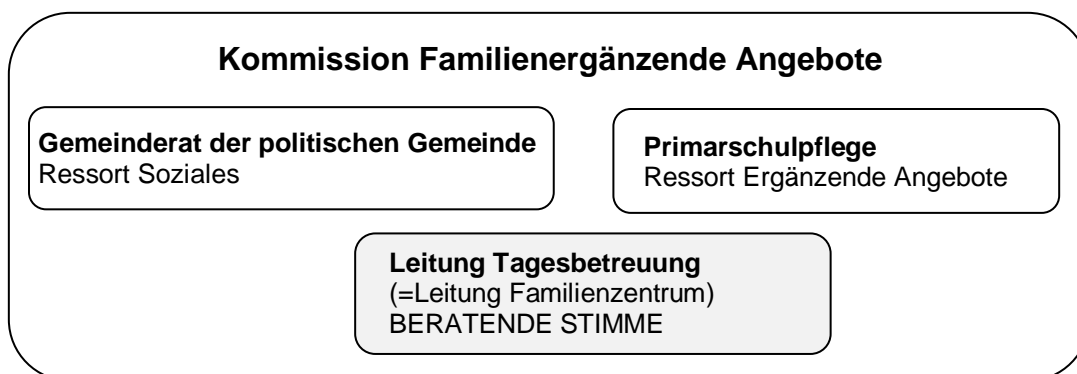 Kommission Familienergänzende Angebote
Gemeinderat der politischen Gemeinde
Ressort Soziales
Primarschulpflege
Ressort Ergänzende Angebote
Leitung Tagesbetreuung
(=Leitung Familienzentrum)
BERATENDE STIMME